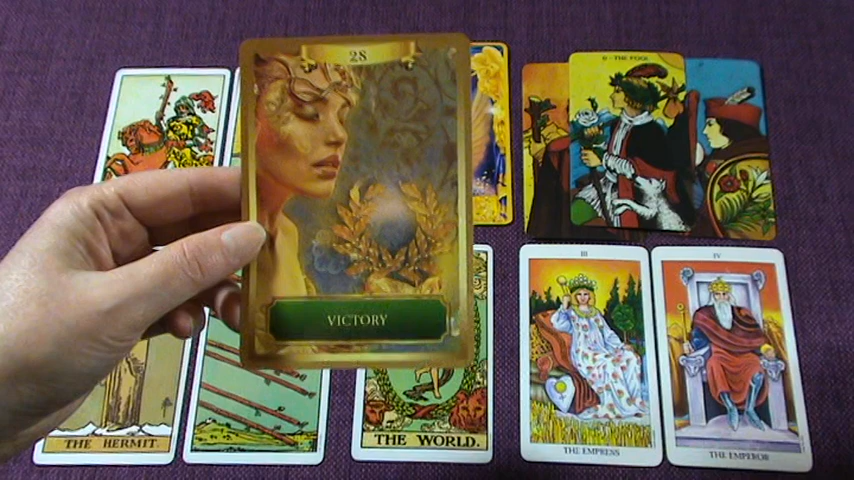 28
VICTORY
0 - THE FOOL
THE HERMIT.
THE WORLD.
III
THE EMPRESS
IV
THE EMPEROR